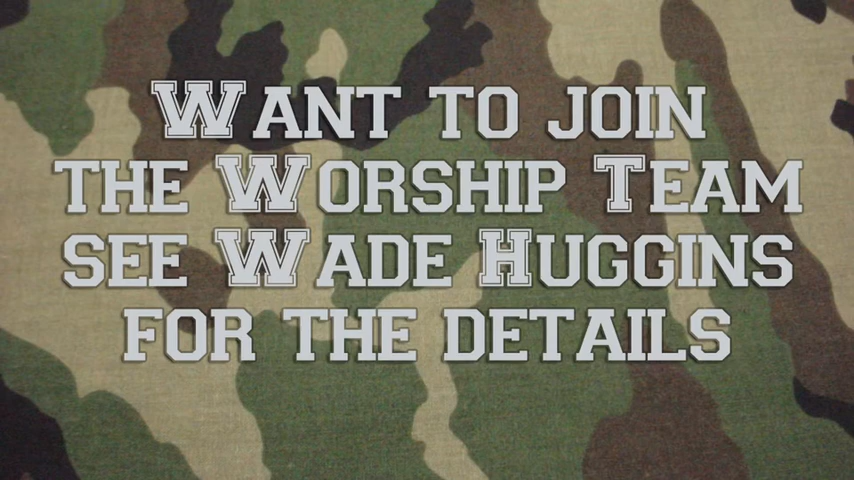 Want to join
the Worship Team
see Wade Huggins
for the details